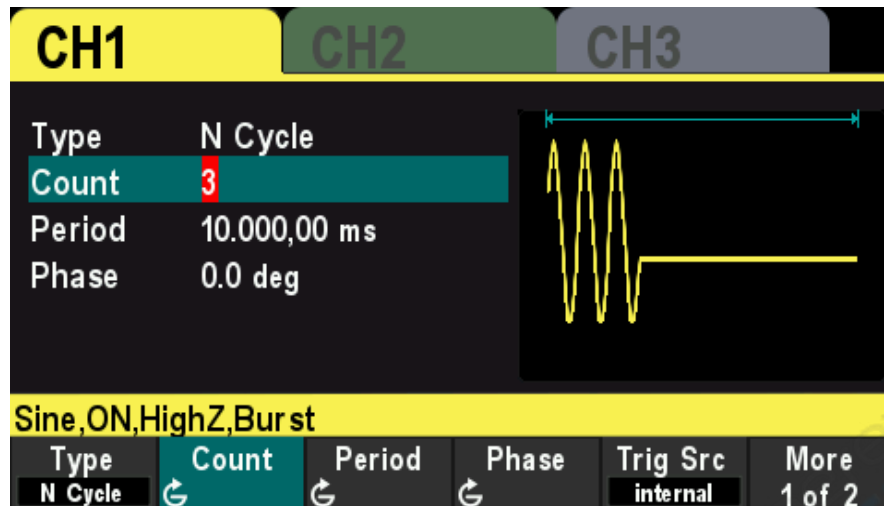 CH1 CH2 CH3
Type N Cycle
Count 3
Period 10.000,00 ms
Phase 0.0 deg
Sine,ON,HighZ,Burst
Type Count Period Phase Trig Src More
N Cycle internal 1 of 2